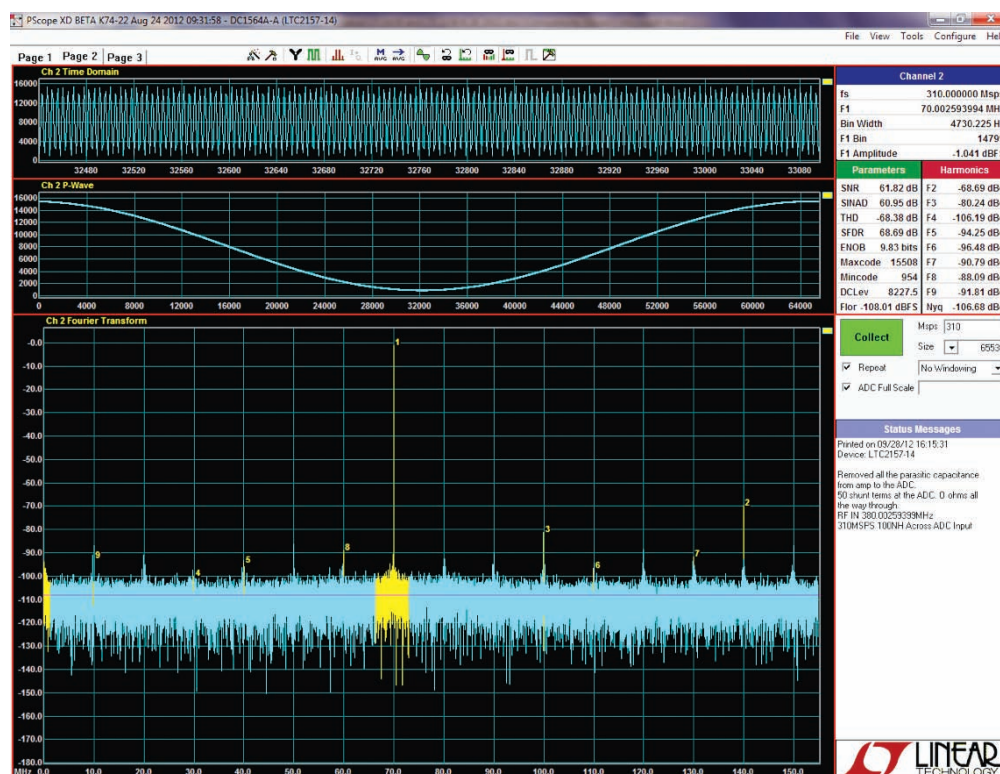 PScope XD BETA K74-22 Aug 24 2012 09:31:58 - DC1564A-A (LTC2157-14)
File View Tools Configure Hel
Page 1 Page 2 Page 3
M AVG AVG
Ch 2 Time Domain
16000
12000
8000
4000
0
32480 32520 32560 32600 32640 32680 32720 32760 32800 32840 32880 32920 32960 33000 33040 33080
Ch 2 P-Wave
16000
14000
12000
10000
8000
6000
4000
2000
0
0 4000 8000 12000 16000 20000 24000 28000 32000 36000 40000 44000 48000 52000 56000 60000 64000
Ch 2 Fourier Transform
-0.0
-10.0
-20.0
-30.0
-40.0
-50.0
-60.0
-70.0
-80.0
-90.0
-100.0
-110.0
-120.0
-130.0
-140.0
-150.0
-160.0
-170.0
-180.0
1
2
3
4
5
6
7
8
9
MHz 0.0 10.0 20.0 30.0 40.0 50.0 60.0 70.0 80.0 90.0 100.0 110.0 120.0 130.0 140.0 150.0
Channel 2
fs 310.000000 Msp
F1 70.002593994 MH
Bin Width 4730.225 H
F1 Bin 1479
F1 Amplitude -1.041 dBF
Parameters Harmonics
SNR 61.82 dB F2 -68.69 dB
SINAD 60.95 dB F3 -80.24 dB
THD -68.38 dB F4 -106.19 dB
SFDR 68.69 dB F5 -94.25 dB
ENOB 9.83 bits F6 -96.48 dB
Maxcode 15508 F7 -90.79 dB
Mincode 954 F8 -88.09 dB
DCLev 8227.5 F9 -91.81 dB
Flor -108.01 dBFS Nyq -106.68 dB
Collect
Msps 310
Size 6553
Repeat No Windowing
ADC Full Scale
Status Messages
Printed on 09/28/12 16:15:31
Device: LTC2157-14
Removed all the parasitic capacitance
from amp to the ADC.
50 shunt terms at the ADC. 0 ohms all
the way through.
RF IN 380.00259399MHz
310MSPS 100NH Across ADC Input
LINEAR
TECHNOLOGY